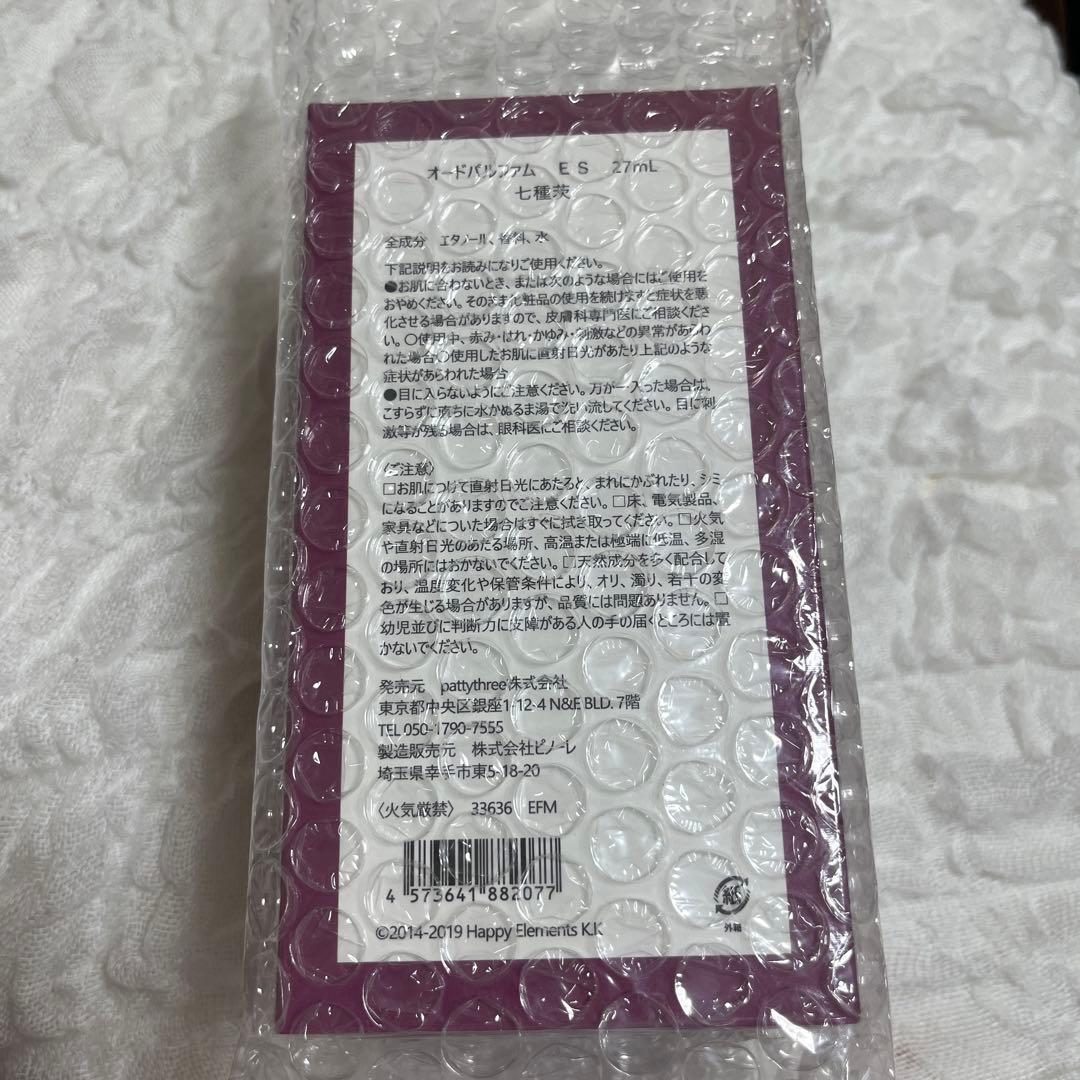 オードパルファム　ＥＳ　27mL
七種茨
全成分　エタノール、香料、水
下記説明をお読みになりご使用ください。
●お肌に合わないとき、または次のような場合にはご使用を
おやめください。そのまま化粧品の使用を続けますと症状を悪
化させる場合がありますので、皮膚科専門医にご相談くださ
い。○使用中、赤み・はれ・かゆみ・刺激などの異常があらわ
れた場合○使用したお肌に直射日光があたり上記のような
症状があらわれた場合
●目に入らないようにご注意ください。万が一入った場合は、
こすらずに直ちに水かぬるま湯で洗い流してください。目に刺
激等が残る場合は、眼科医にご相談ください。
〈ご注意〉
□お肌につけて直射日光にあたると、まれにかぶれたり、シミ
になることがありますのでご注意ください。□床、電気製品、
家具などについた場合はすぐに拭き取ってください。□火気
や直射日光のあたる場所、高温または極端に低温、多湿
の場所にはおかないでください。□天然成分を多く配合して
おり、温度変化や保管条件により、オリ、濁り、若干の変
色が生じる場合がありますが、品質には問題ありません。□
幼児並びに判断力に支障がある人の手の届くところには置
かないでください。
発売元　pattythree株式会社
東京都中央区銀座1-12-4 N&E BLD. 7階
TEL 050-1790-7555
製造販売元　株式会社ピノーレ
埼玉県幸手市東5-18-20
〈火気厳禁〉　33636　EFM
4 573641 882077
紙
外箱
©2014-2019 Happy Elements K.K